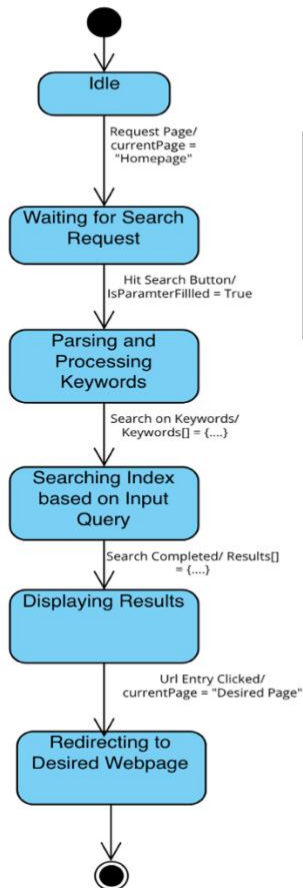 Idle
Request Page/
currentPage =
"Homepage"
Waiting for Search
Request
Hit Search Button/
IsParamterFillled = True
Parsing and
Processing
Keywords
Search on Keywords/
Keywords[] = {....}
Searching Index
based on Input
Query
Search Completed/ Results[]
= {....}
Displaying Results
Url Entry Clicked/
currentPage = "Desired Page"
Redirecting to
Desired Webpage